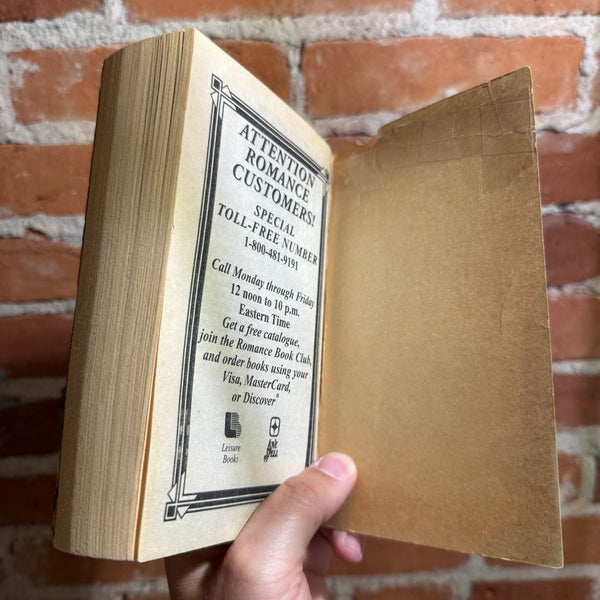 ATTENTION
ROMANCE
CUSTOMERS!
SPECIAL
TOLL-FREE NUMBER
1-800-481-9191
Call Monday through Friday
12 noon to 10 p.m.
Eastern Time
Get a free catalogue,
join the Romance Book Club,
and order books using your
Visa, MasterCard,
or Discover®
Leisure
Books
LOVE
SPELL